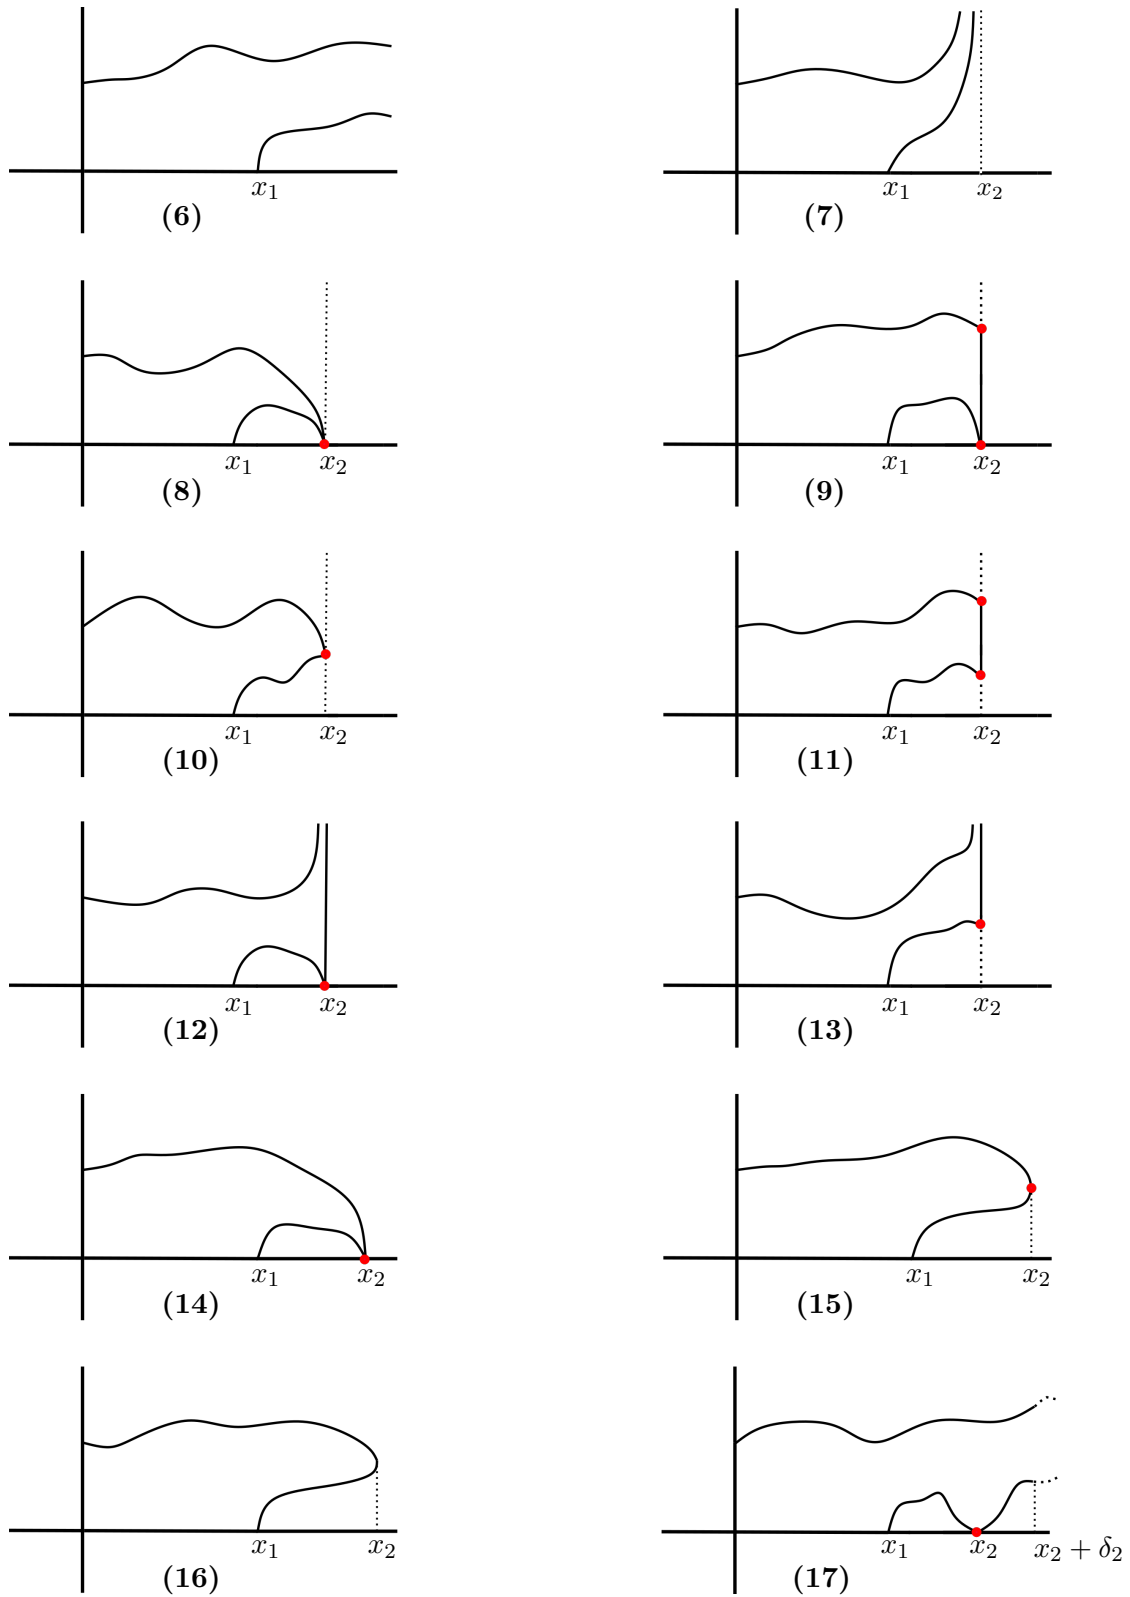 x₁
(6)
x₁ x₂
(7)
x₁ x₂
(8)
x₁ x₂
(9)
x₁ x₂
(10)
x₁ x₂
(11)
x₁ x₂
(12)
x₁ x₂
(13)
x₁ x₂
(14)
x₁ x₂
(15)
x₁ x₂
(16)
x₁ x₂ x₂ + δ₂
(17)